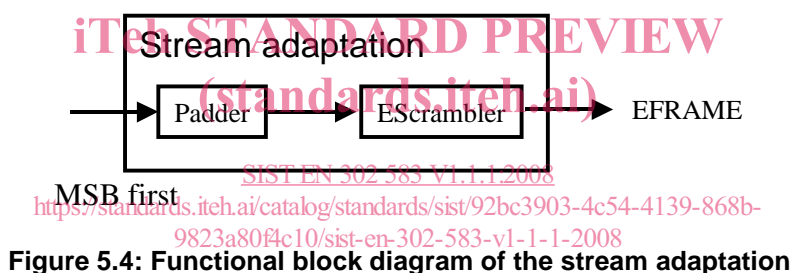 iTeh STANDARD PREVIEW
Stream adaptation
(standards.iteh.ai)
Padder
EScrambler
EFRAME
SIST EN 302 583 V1.1.1:2008
MSB first
https://standards.iteh.ai/catalog/standards/sist/92bc3903-4c54-4139-868b-
9823a80f4c10/sist-en-302-583-v1-1-1-2008
Figure 5.4: Functional block diagram of the stream adaptation